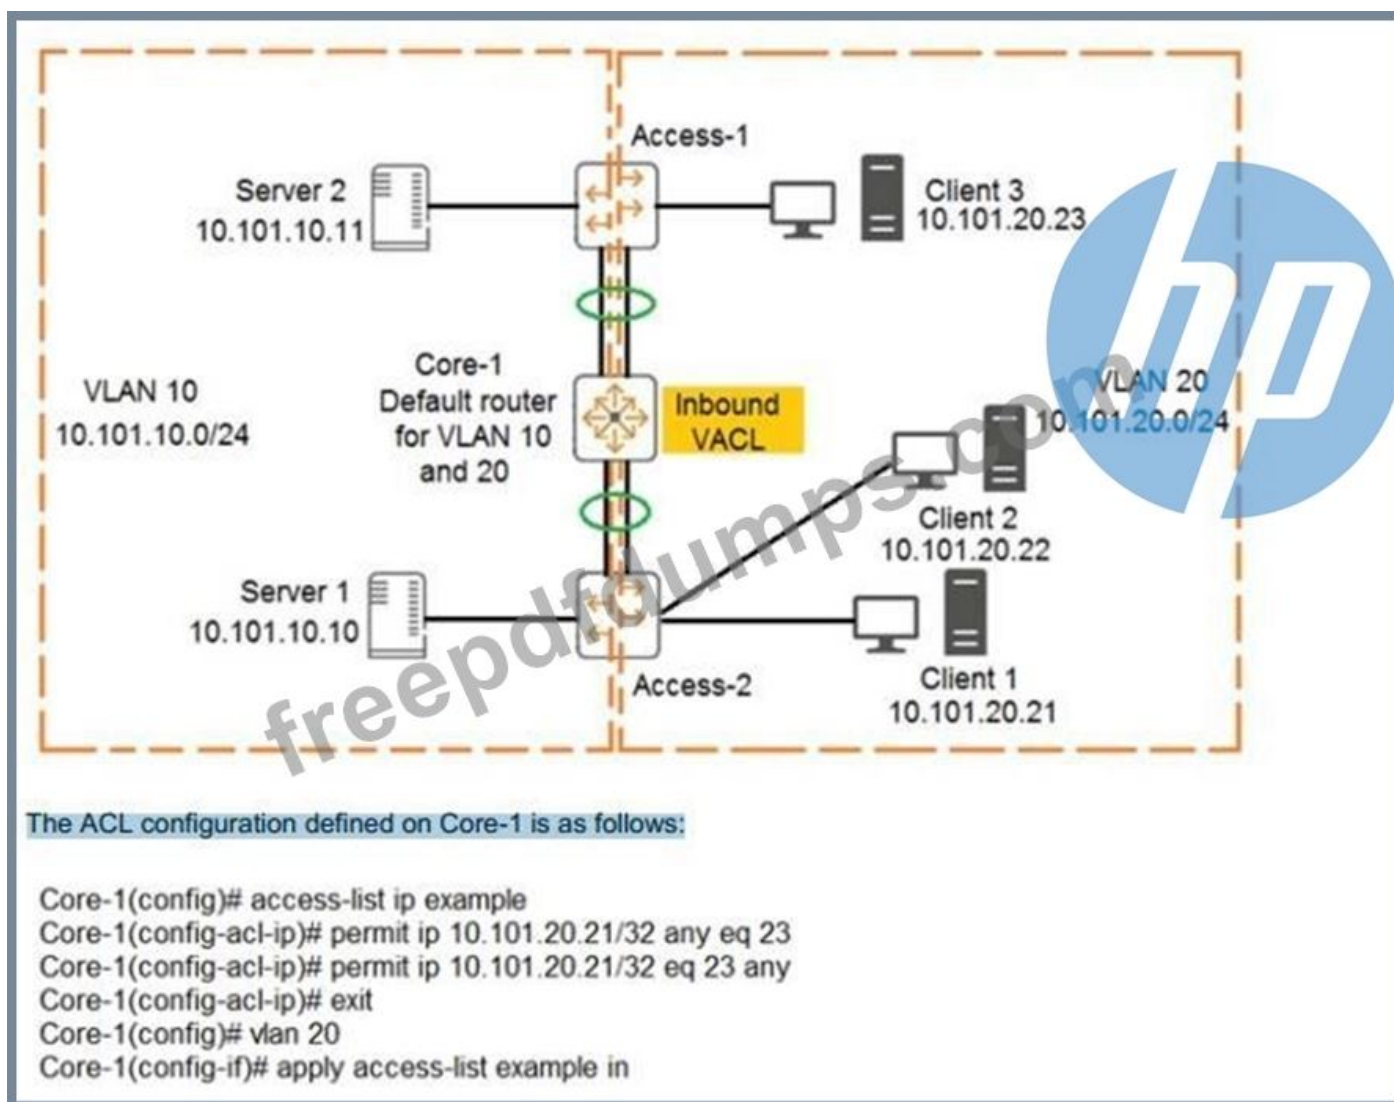 Access-1
Server 2
10.101.10.11
Client 3
10.101.20.23
hp
Core-1
Default router
for VLAN 10
and 20
Inbound
VACL
VLAN 10
10.101.10.0/24
VLAN 20
10.101.20.0/24
Client 2
10.101.20.22
Server 1
10.101.10.10
Access-2
Client 1
10.101.20.21
freepdfdumps.com
The ACL configuration defined on Core-1 is as follows:
Core-1(config)# access-list ip example
Core-1(config-acl-ip)# permit ip 10.101.20.21/32 any eq 23
Core-1(config-acl-ip)# permit ip 10.101.20.21/32 eq 23 any
Core-1(config-acl-ip)# exit
Core-1(config)# vlan 20
Core-1(config-if)# apply access-list example in